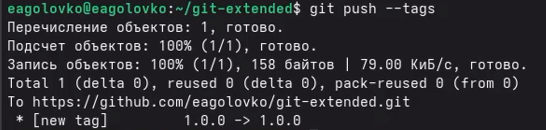 eagolovko@eagolovko:~/git-extended$ git push --tags
Перечисление объектов: 1, готово.
Подсчет объектов: 100% (1/1), готово.
Запись объектов: 100% (1/1), 158 байтов | 79.00 КиБ/с, готово.
Total 1 (delta 0), reused 0 (delta 0), pack-reused 0 (from 0)
To https://github.com/eagolovko/git-extended.git
 * [new tag]         1.0.0 -> 1.0.0